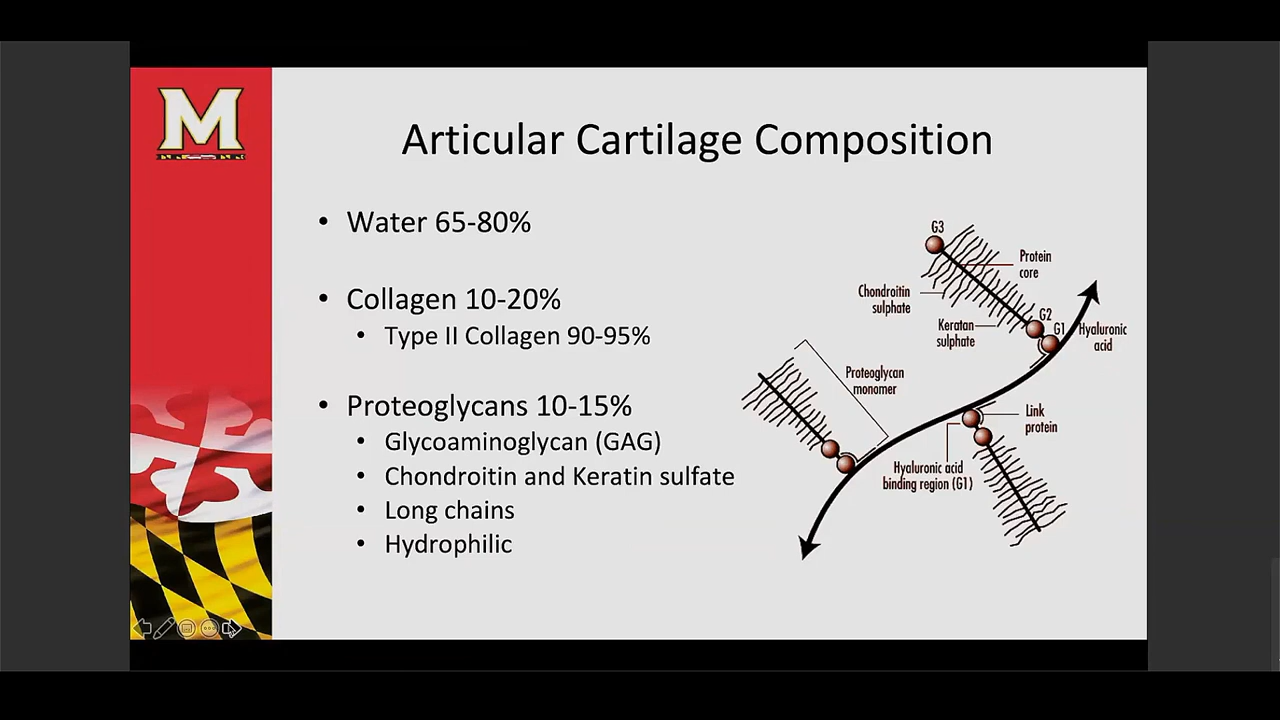 M
Articular Cartilage Composition
• Water 65-80%
• Collagen 10-20%
• Type II Collagen 90-95%
• Proteoglycans 10-15%
• Glycoaminoglycan (GAG)
• Chondroitin and Keratin sulfate
• Long chains
• Hydrophilic
G3
Protein
core
Chondroitin
sulphate
G2
Keratan
sulphate
G1
Hyaluronic
acid
Proteoglycan
monomer
Link
protein
Hyaluronic acid
binding region (G1)